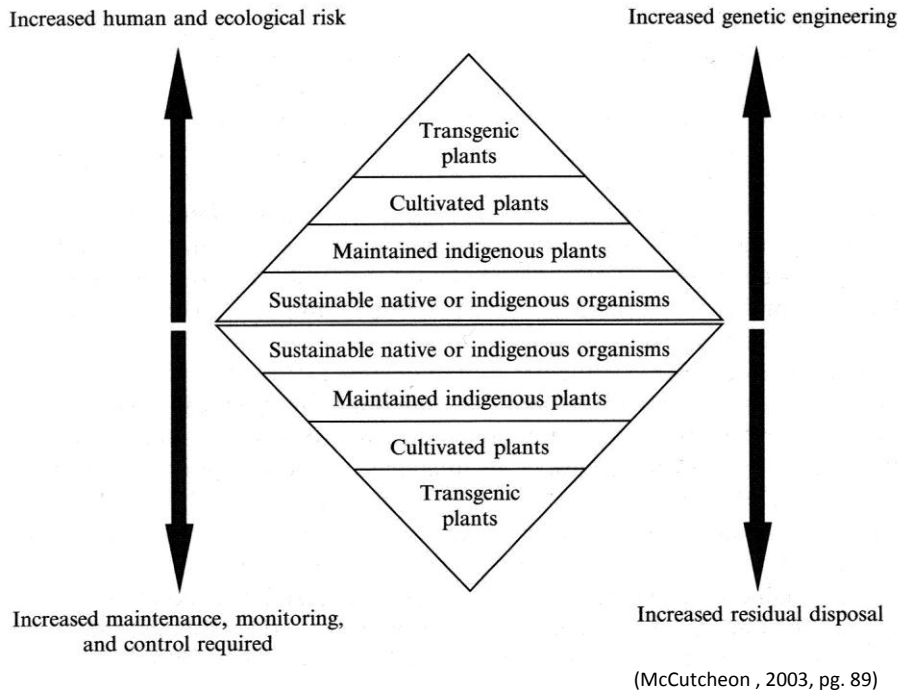 Increased human and ecological risk
Increased genetic engineering
Transgenic
plants
Cultivated plants
Maintained indigenous plants
Sustainable native or indigenous organisms
Sustainable native or indigenous organisms
Maintained indigenous plants
Cultivated plants
Transgenic
plants
Increased maintenance, monitoring,
and control required
Increased residual disposal
(McCutcheon , 2003, pg. 89)